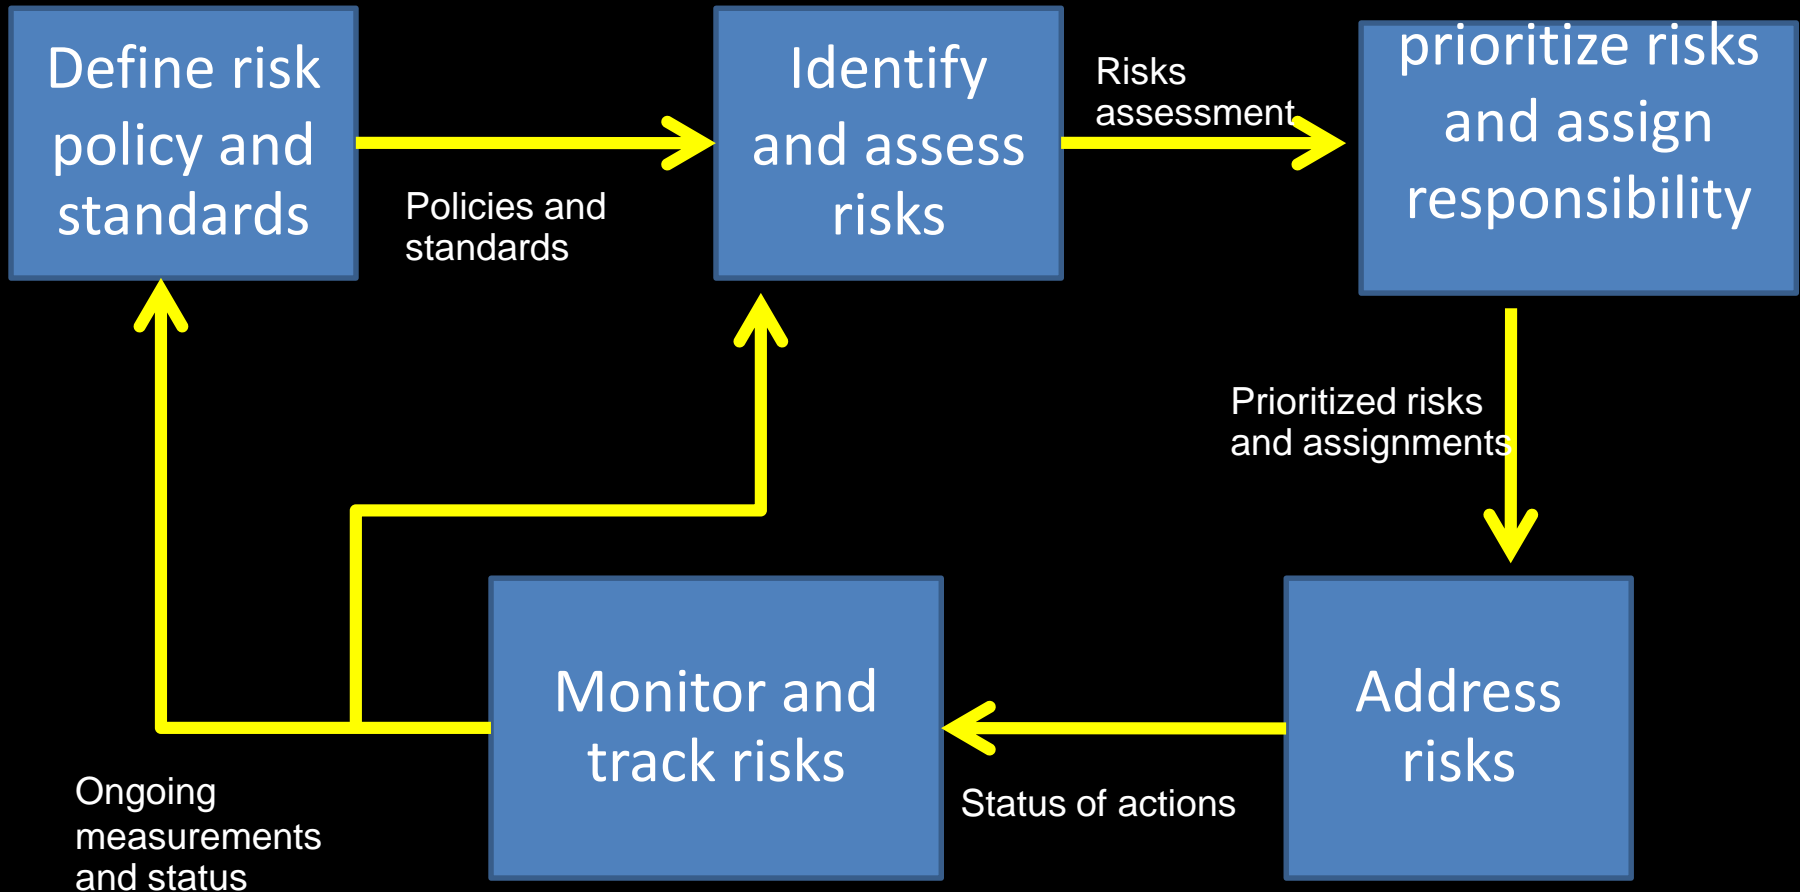 Define risk
policy and
standards
Policies and
standards
Identify
and assess
risks
Risks
assessment
prioritize risks
and assign
responsibility
Prioritized risks
and assignments
Address
risks
Status of actions
Monitor and
track risks
Ongoing
measurements
and status